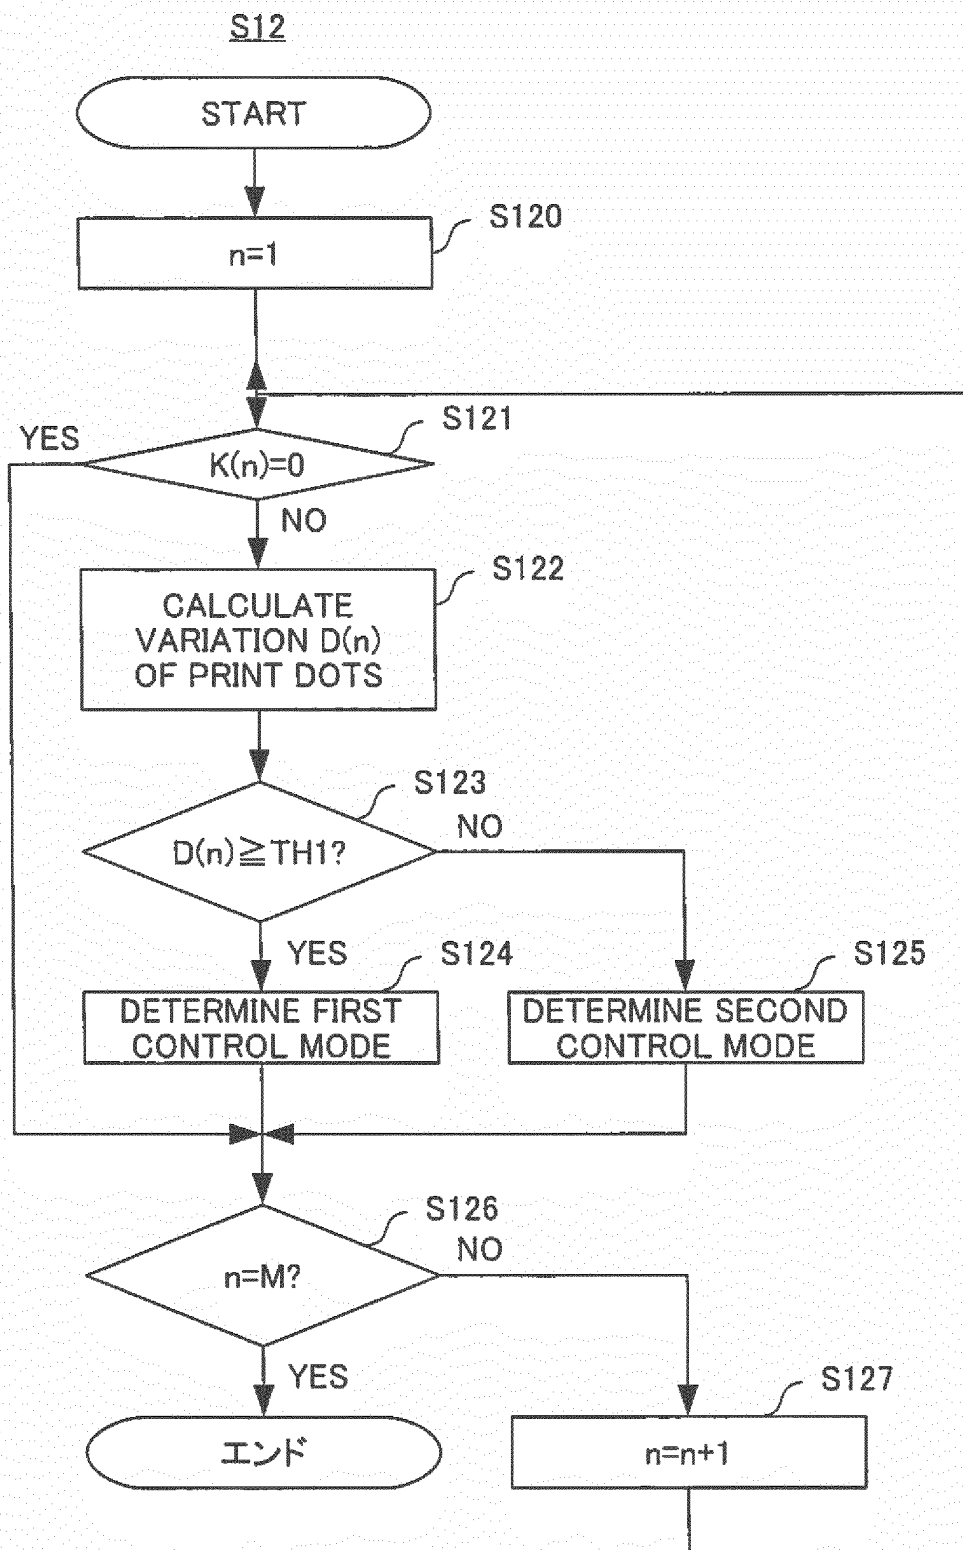 S12
START
S120
n=1
S121
YES
K(n)=0
NO
S122
CALCULATE
VARIATION D(n)
OF PRINT DOTS
S123
NO
D(n)≧TH1?
YES
S124
S125
DETERMINE FIRST
CONTROL MODE
DETERMINE SECOND
CONTROL MODE
S126
NO
n=M?
YES
S127
エンド
n=n+1